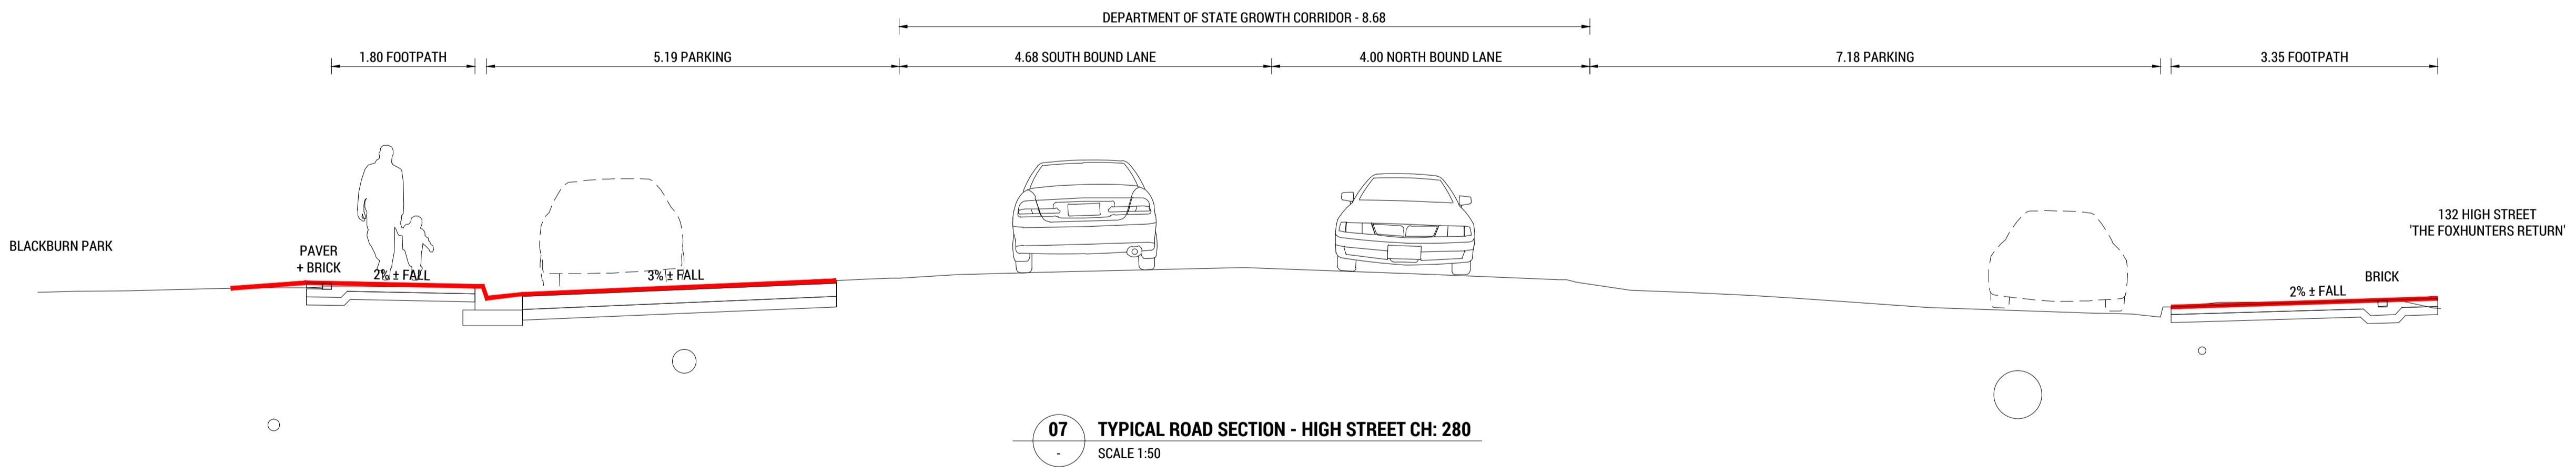 DEPARTMENT OF STATE GROWTH CORRIDOR - 8.68
1.80 FOOTPATH
5.19 PARKING
4.68 SOUTH BOUND LANE
4.00 NORTH BOUND LANE
7.18 PARKING
3.35 FOOTPATH
BLACKBURN PARK
PAVER
+ BRICK
2% ± FALL
3% ± FALL
132 HIGH STREET
'THE FOXHUNTERS RETURN'
BRICK
2% ± FALL
07
-
TYPICAL ROAD SECTION - HIGH STREET CH: 280
SCALE 1:50